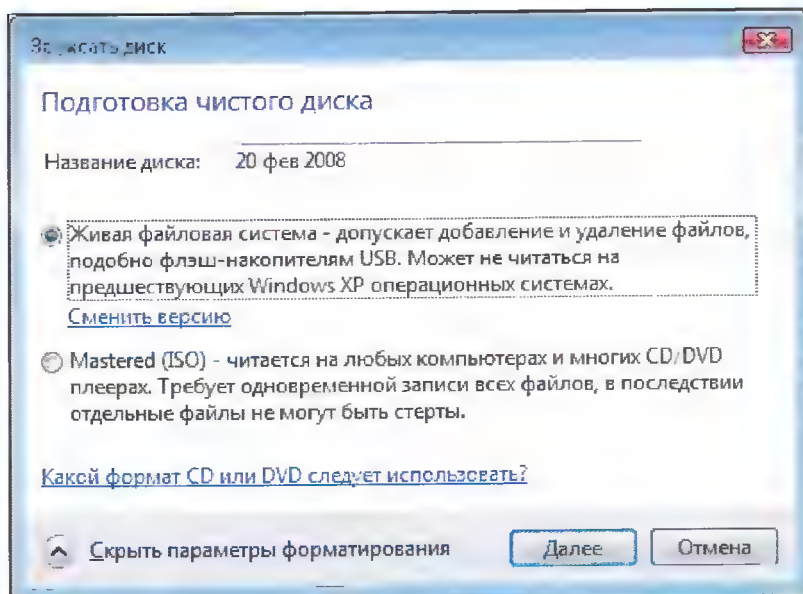 Записать диск
Подготовка чистого диска
Название диска: 20 фев 2008
Живая файловая система - допускает добавление и удаление файлов,
подобно флэш-накопителям USB. Может не читаться на
предшествующих Windows XP операционных системах.
Сменить версию
Mastered (ISO) - читается на любых компьютерах и многих CD/DVD
плеерах. Требует одновременной записи всех файлов, в последствии
отдельные файлы не могут быть стерты.
Какой формат CD или DVD следует использовать?
Скрыть параметры форматирования Далее Отмена